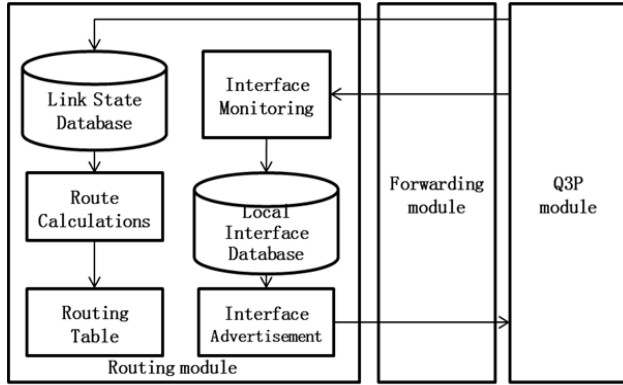 Link State
Database
Interface
Monitoring
Route
Calculations
Local
Interface
Database
Forwarding
module
Q3P
module
Routing
Table
Interface
Advertisement
Routing module